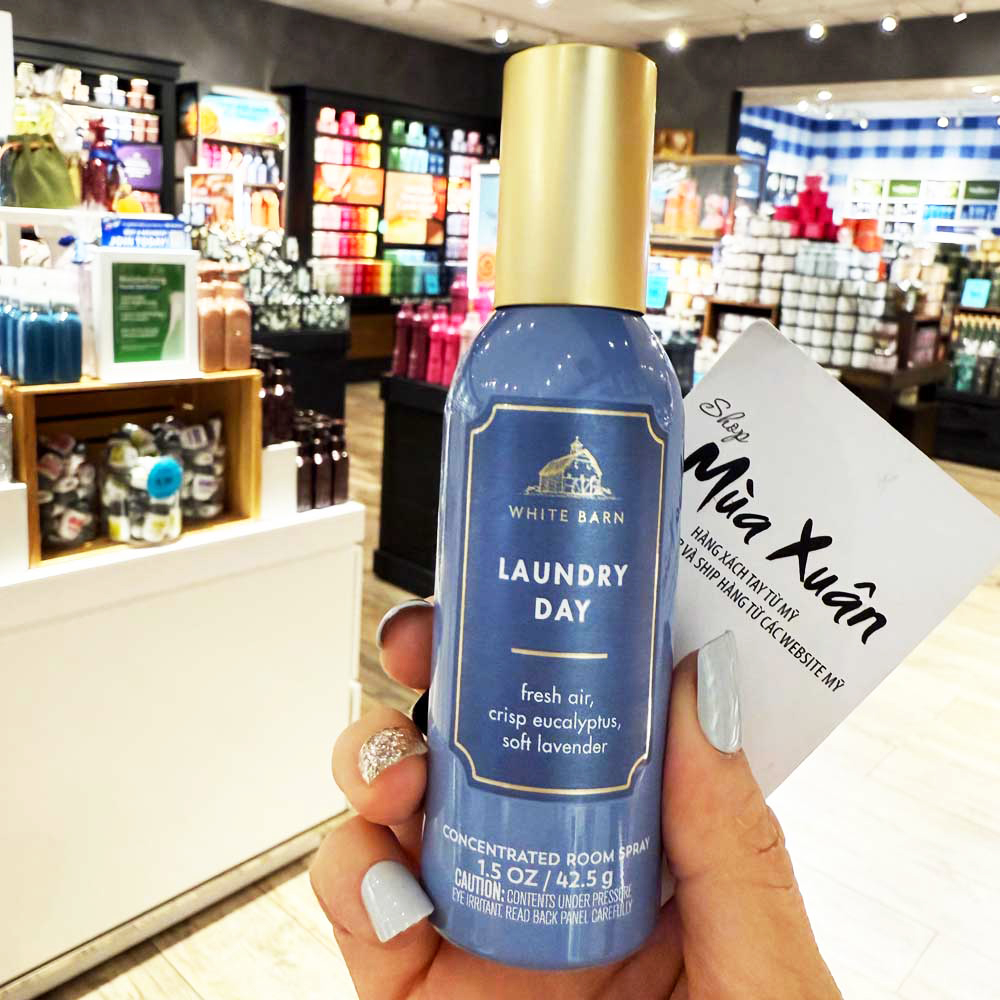 JOIN TODAY!
WHITE BARN
LAUNDRY
DAY
fresh air,
crisp eucalyptus,
soft lavender
CONCENTRATED ROOM SPRAY
1.5 OZ / 42.5 g
CAUTION: CONTENTS UNDER PRESSURE
EYE IRRITANT. READ BACK PANEL CAREFULLY
Shop
Mùa Xuân
HÀNG XÁCH TAY TỪ MỸ
VÀ SHIP HÀNG TỪ CÁC WEBSITE MỸ